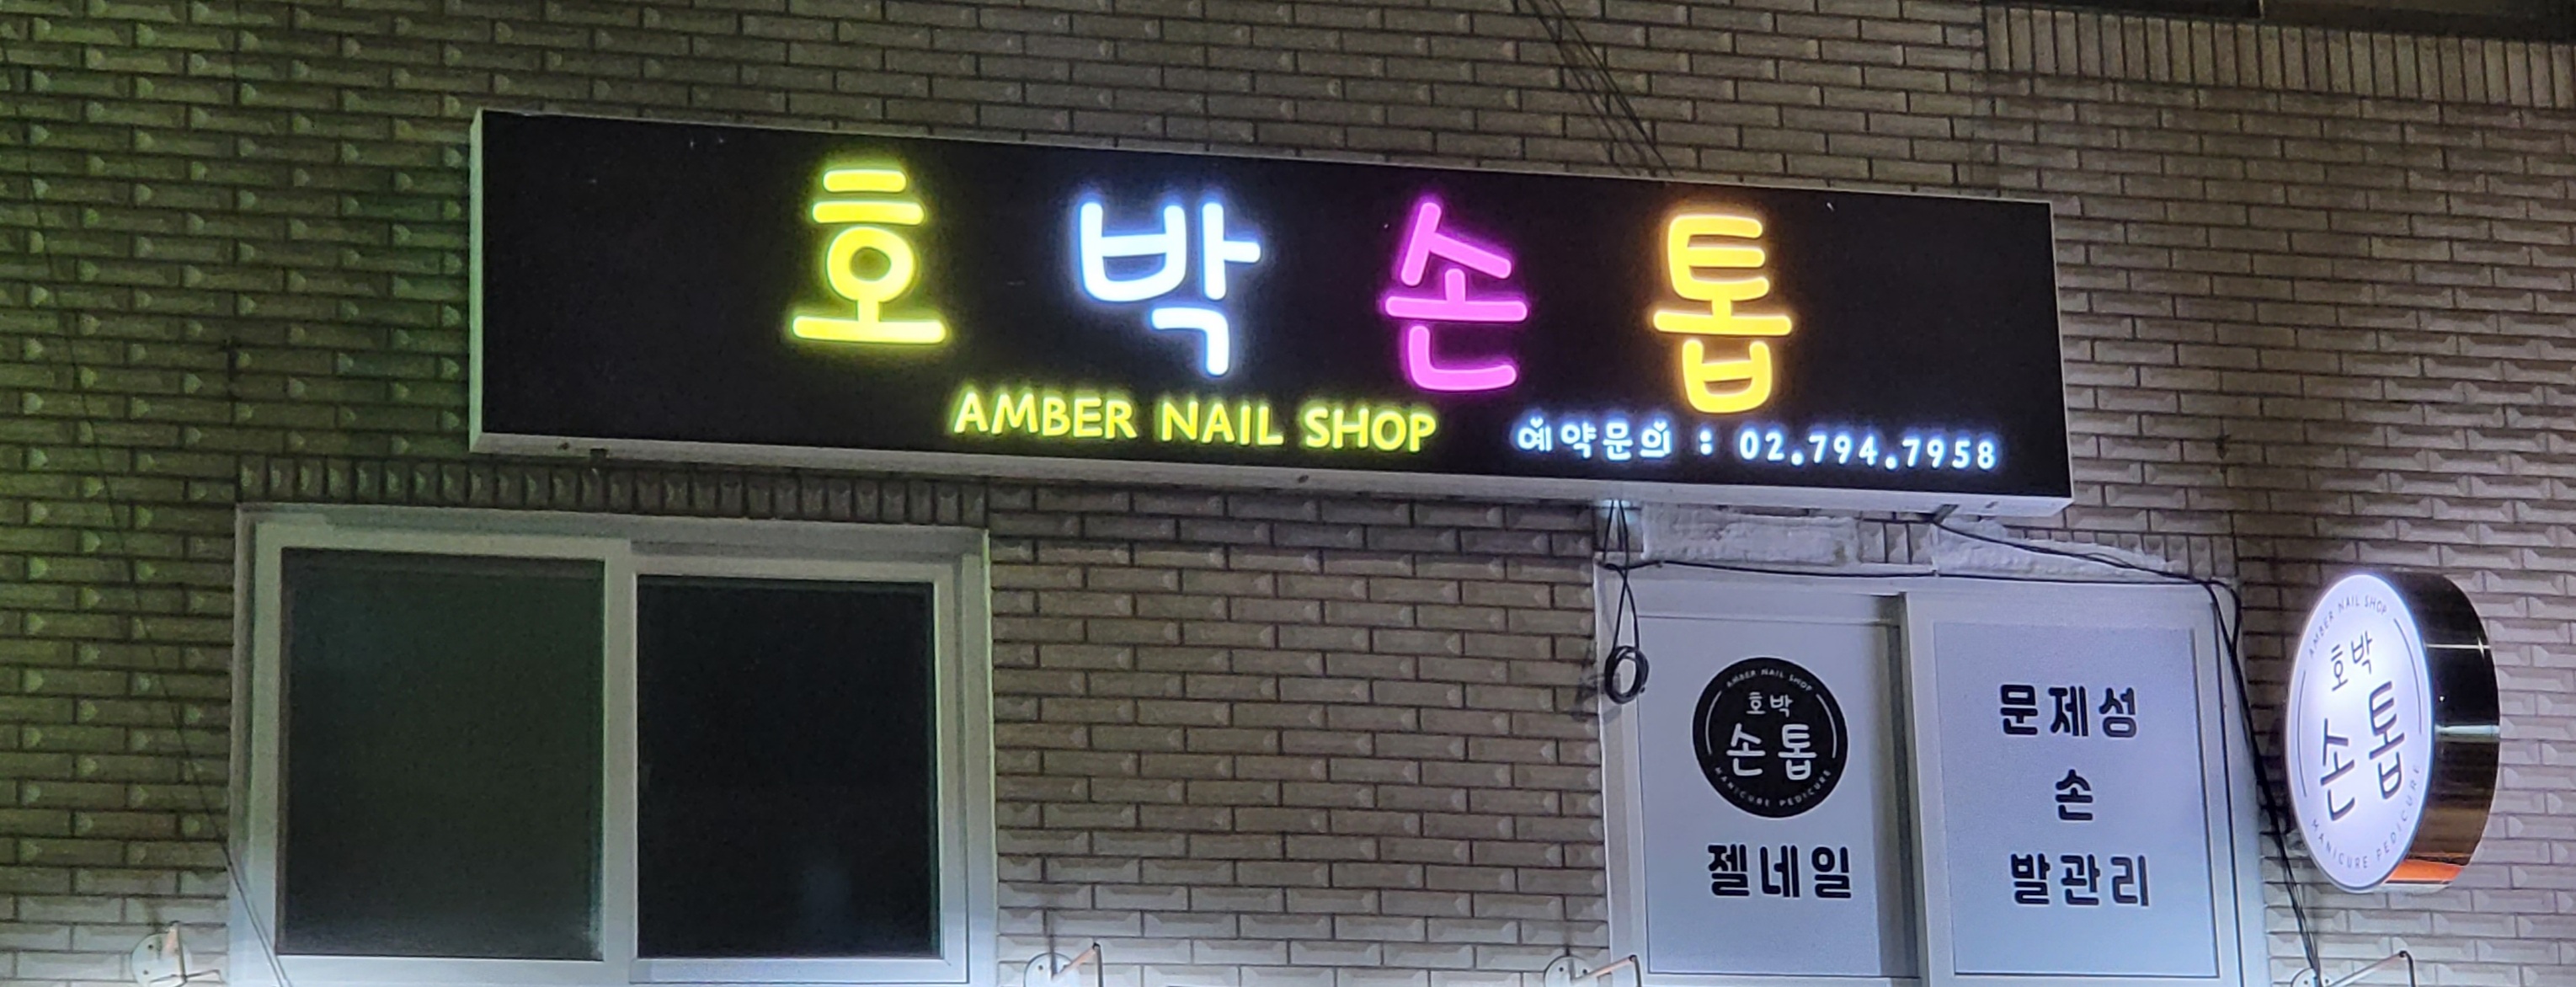 호박손톱
AMBER NAIL SHOP
예약문의 : 02.794.7958
AMBER NAIL SHOP
호박
손톱
MANICURE PEDICURE
젤네일
문제성
손
발관리
AMBER NAIL SHOP
호박
손톱
MANICURE PEDICURE